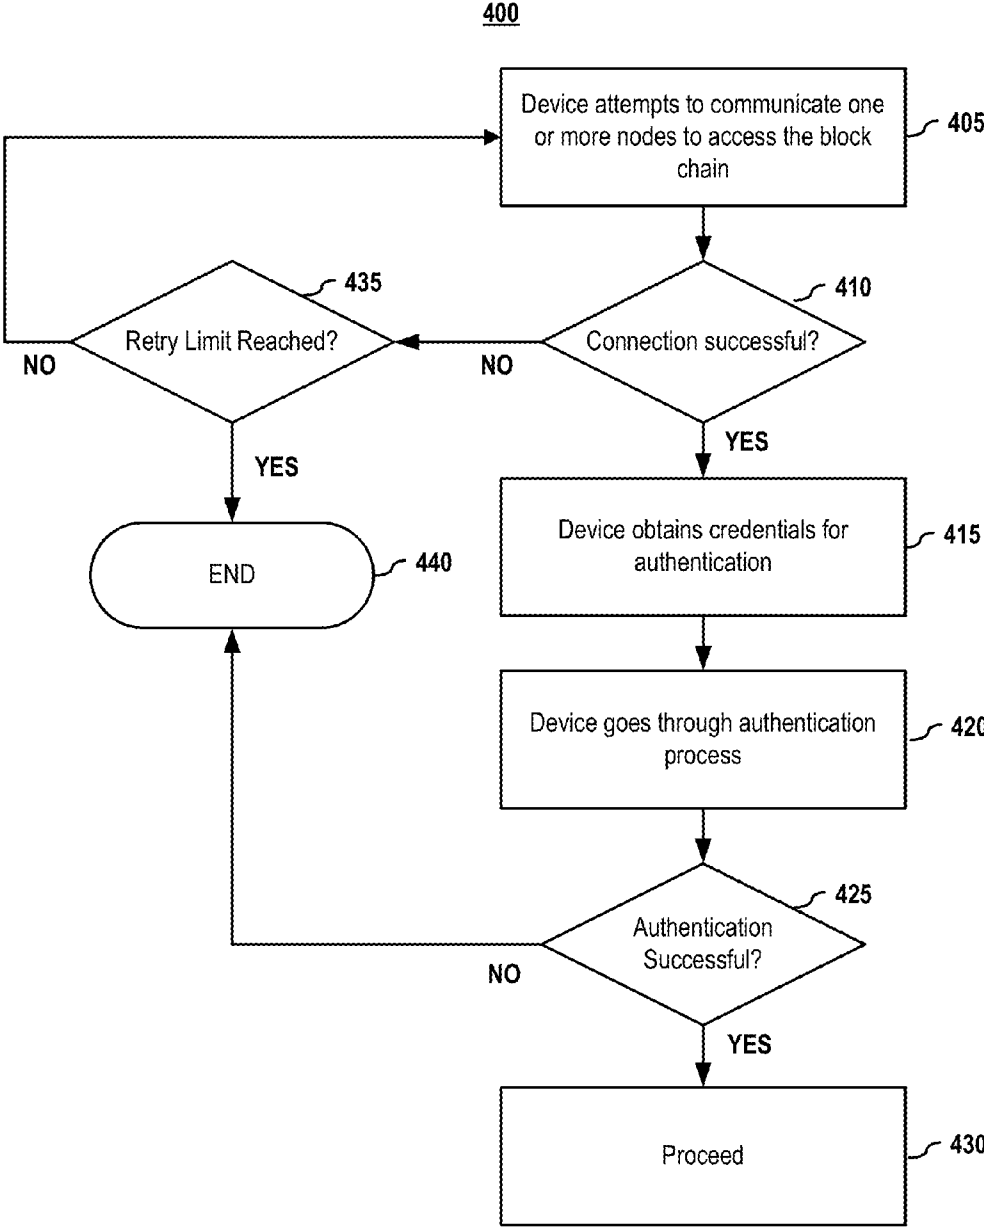 400
Device attempts to communicate one
or more nodes to access the block
chain
405
Connection successful?
410
NO
YES
Retry Limit Reached?
435
NO
YES
END
440
Device obtains credentials for
authentication
415
Device goes through authentication
process
420
Authentication
Successful?
425
NO
YES
Proceed
430